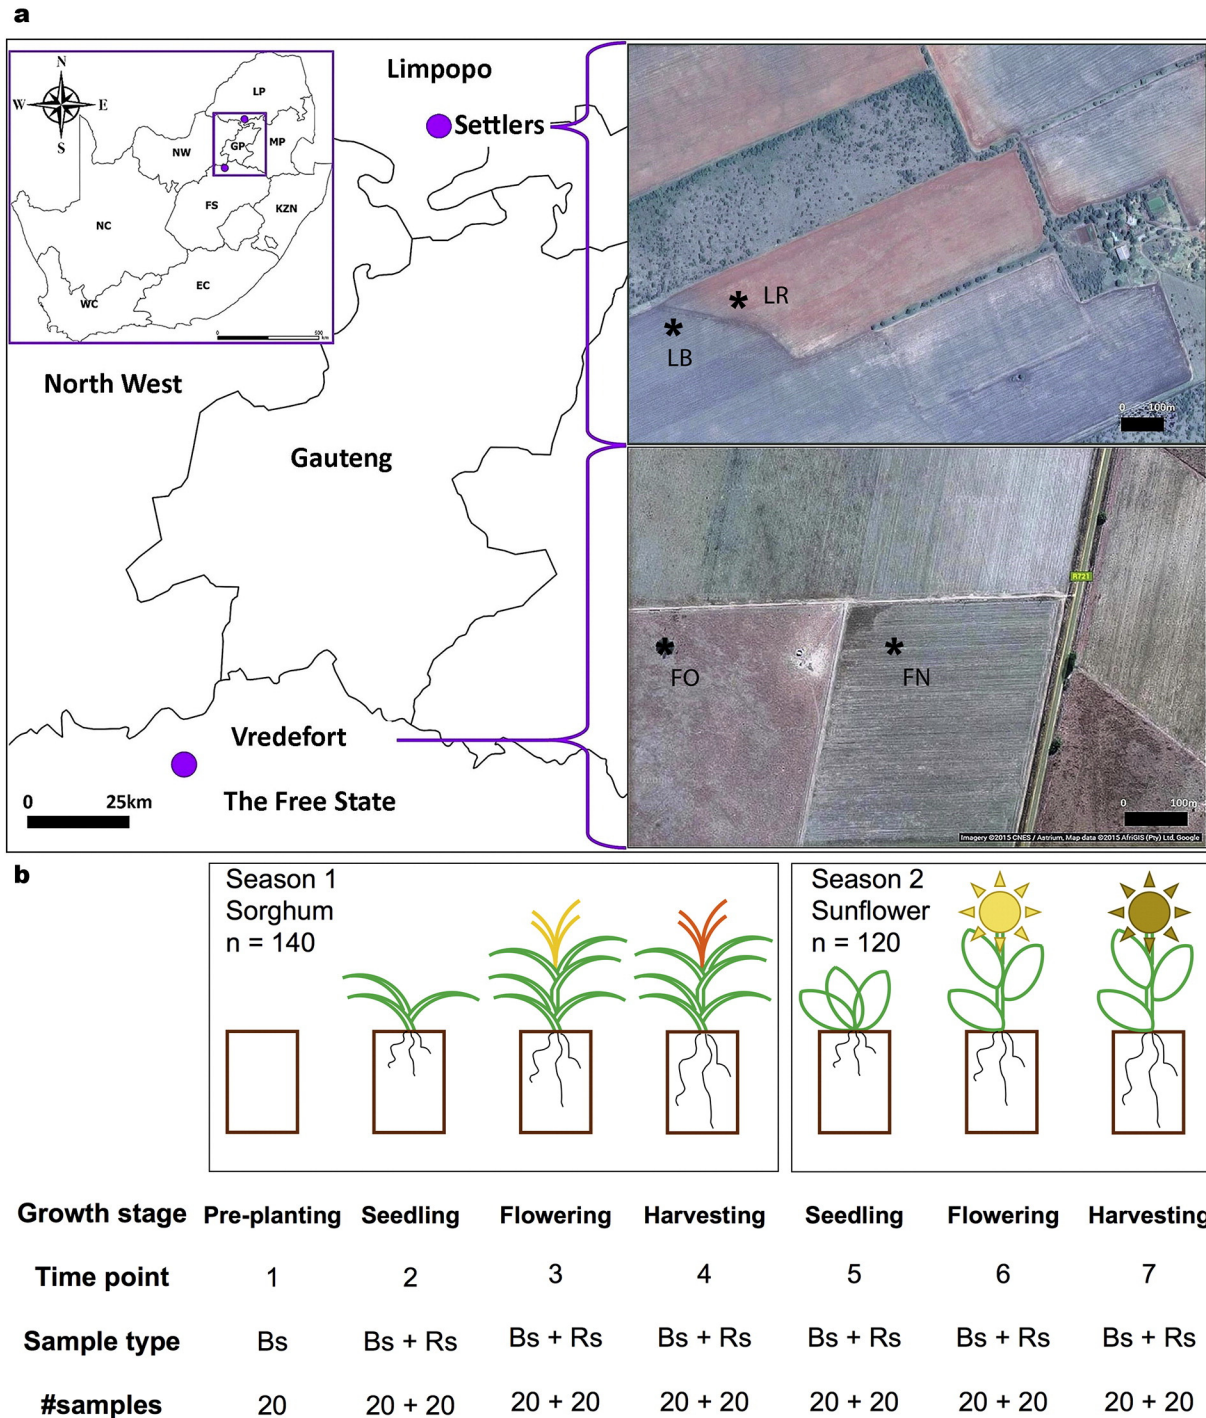 a
N
W E
S
LP
NW
GP
MP
FS
KZN
NC
EC
WC
0 500
km
Limpopo
Settlers
North West
Gauteng
Vredefort
The Free State
0 25km
LR
LB
0 100m
R721
FO
FN
0 100m
Imagery ©2015 CNES / Astrium, Map data ©2015 AfriGIS (Pty) Ltd, Google
b
Season 1
Sorghum
n = 140
Season 2
Sunflower
n = 120
Growth stage Pre-planting Seedling Flowering Harvesting Seedling Flowering Harvesting
Time point 1 2 3 4 5 6 7
Sample type Bs Bs + Rs Bs + Rs Bs + Rs Bs + Rs Bs + Rs Bs + Rs
#samples 20 20 + 20 20 + 20 20 + 20 20 + 20 20 + 20 20 + 20